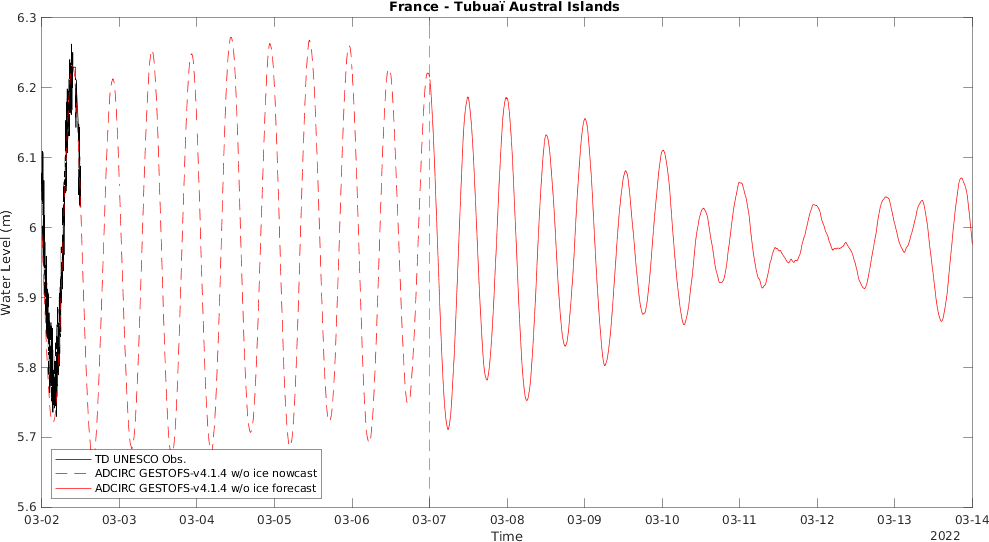 France - Tubuaï Austral Islands
6.3
6.2
6.1
6
5.9
5.8
5.7
5.6
Water Level (m)
TD UNESCO Obs.
ADCIRC GESTOFS-v4.1.4 w/o ice nowcast
ADCIRC GESTOFS-v4.1.4 w/o ice forecast
03-02 03-03 03-04 03-05 03-06 03-07 03-08 03-09 03-10 03-11 03-12 03-13 03-14
Time
2022